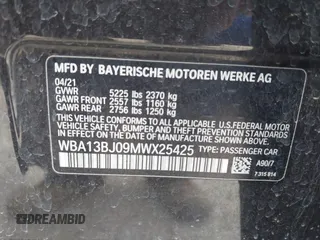 MFD BY BAYERISCHE MOTOREN WERKE AG
04/21
GVWR 5225 lbs 2370 kg
GAWR FRONT 2557 lbs 1160 kg
GAWR REAR 2756 lbs 1250 kg
THIS VEHICLE CONFORMS TO ALL APPLICABLE U.S. FEDERAL MOTOR
VEHICLE SAFETY, BUMPER, AND THEFT PREVENTION STANDARDS IN
EFFECT ON THE DATE OF MANUFACTURE SHOWN ABOVE.
WBA13BJ09MWX25425 TYPE: PASSENGER CAR
A90/7
7 315 814
DREAMBID